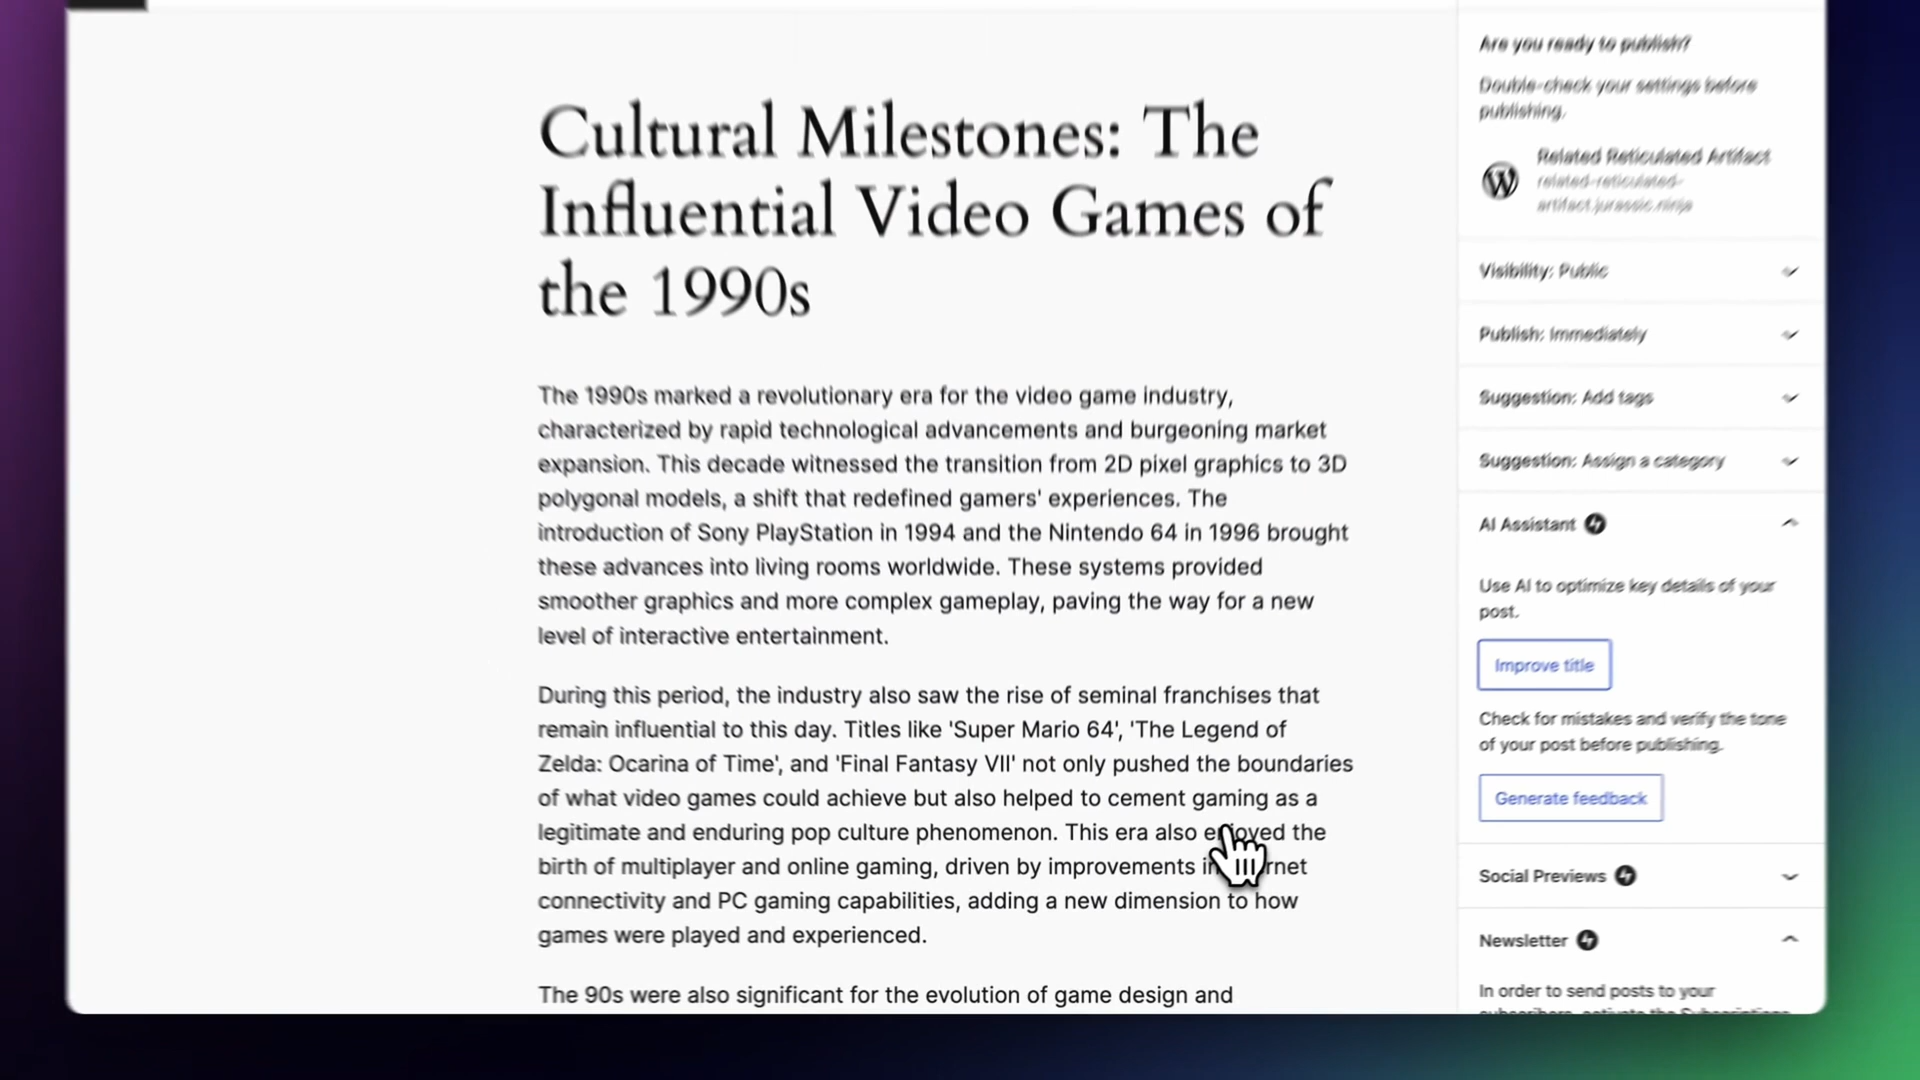 Cultural Milestones: The
Influential Video Games of
the 1990s
The 1990s marked a revolutionary era for the video game industry,
characterized by rapid technological advancements and burgeoning market
expansion. This decade witnessed the transition from 2D pixel graphics to 3D
polygonal models, a shift that redefined gamers' experiences. The
introduction of Sony PlayStation in 1994 and the Nintendo 64 in 1996 brought
these advances into living rooms worldwide. These systems provided
smoother graphics and more complex gameplay, paving the way for a new
level of interactive entertainment.
During this period, the industry also saw the rise of seminal franchises that
remain influential to this day. Titles like 'Super Mario 64', 'The Legend of
Zelda: Ocarina of Time', and 'Final Fantasy VII' not only pushed the boundaries
of what video games could achieve but also helped to cement gaming as a
legitimate and enduring pop culture phenomenon. This era also enjoyed the
birth of multiplayer and online gaming, driven by improvements in
connectivity and PC gaming capabilities, adding a new dimension to how
games were played and experienced.
The 90s were also significant for the evolution of game design and
Are you ready to publish?
Double-check your settings before
publishing.
Related Reticulated Artifact
related-reticulated-
artifact.jurassic.ninja
Visibility: Public
Publish: Immediately
Suggestion: Add tags
Suggestion: Assign a category
AI Assistant
Use AI to optimize key details of your
post.
Improve title
Check for mistakes and verify the tone
of your post before publishing.
Generate feedback
Social Previews
Newsletter
In order to send posts to your